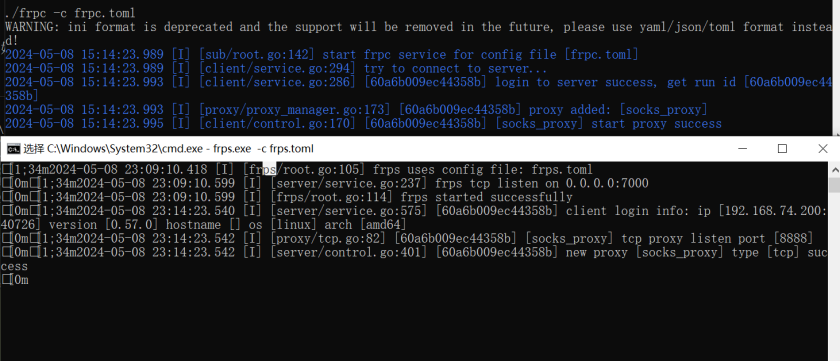 ./frpc -c frpc.toml
WARNING: ini format is deprecated and the support will be removed in the future, please use yaml/json/toml format instea
d!
2024-05-08 15:14:23.989 [I] [sub/root.go:142] start frpc service for config file [frpc.toml]
2024-05-08 15:14:23.989 [I] [client/service.go:294] try to connect to server...
2024-05-08 15:14:23.993 [I] [client/service.go:286] [60a6b009ec44358b] login to server success, get run id [60a6b009ec44
358b]
2024-05-08 15:14:23.993 [I] [proxy/proxy_manager.go:173] [60a6b009ec44358b] proxy added: [socks_proxy]
2024-05-08 15:14:23.995 [I] [client/control.go:170] [60a6b009ec44358b] [socks_proxy] start proxy success
选择 C:\Windows\System32\cmd.exe - frps.exe -c frps.toml
□[1;34m2024-05-08 23:09:10.418 [I] [frps/root.go:105] frps uses config file: frps.toml
□[0m□[1;34m2024-05-08 23:09:10.599 [I] [server/service.go:237] frps tcp listen on 0.0.0.0:7000
□[0m□[1;34m2024-05-08 23:09:10.599 [I] [frps/root.go:114] frps started successfully
□[0m□[1;34m2024-05-08 23:14:23.540 [I] [server/service.go:575] [60a6b009ec44358b] client login info: ip [192.168.74.200:
40726] version [0.57.0] hostname [] os [linux] arch [amd64]
□[0m□[1;34m2024-05-08 23:14:23.542 [I] [proxy/tcp.go:82] [60a6b009ec44358b] [socks_proxy] tcp proxy listen port [8888]
□[0m□[1;34m2024-05-08 23:14:23.542 [I] [server/control.go:401] [60a6b009ec44358b] new proxy [socks_proxy] type [tcp] suc
cess
□[0m